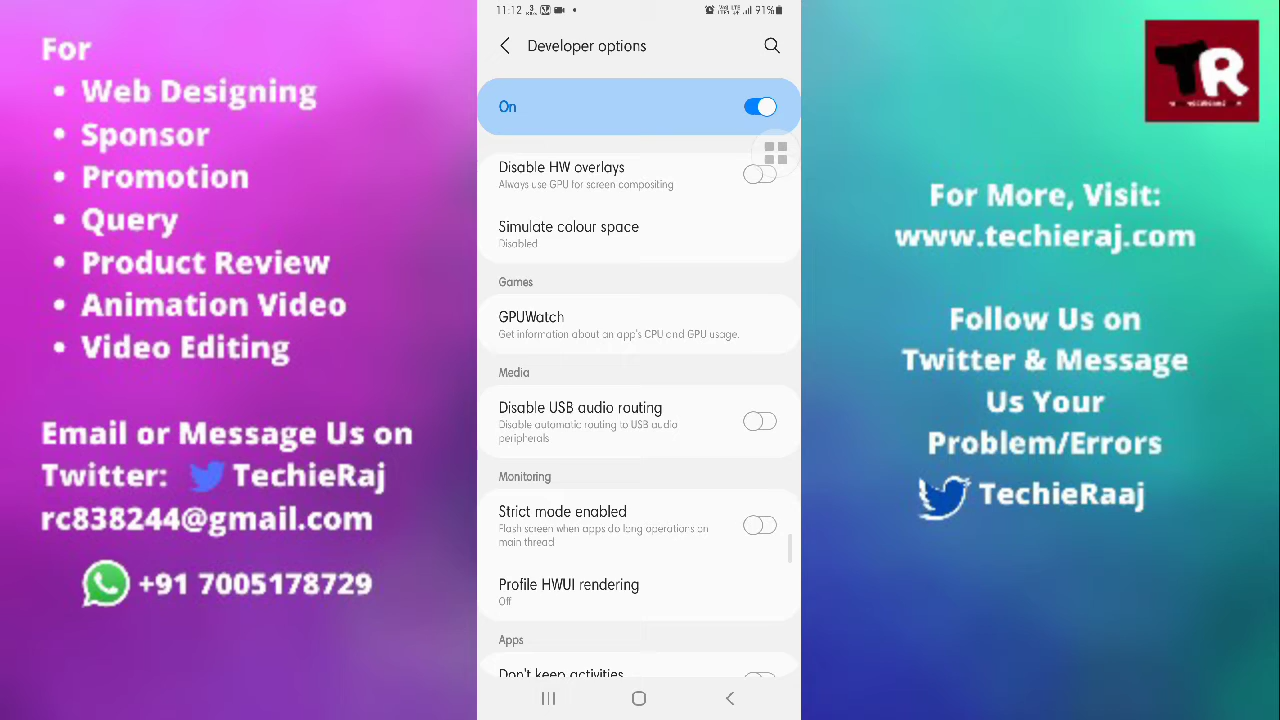 For
• Web Designing
• Sponsor
• Promotion
• Query
• Product Review
• Animation Video
• Video Editing
Email or Message Us on
Twitter: TechieRaj
rc838244@gmail.com
+91 7005178729
11:12
91%
Developer options
On
Disable HW overlays
Always use GPU for screen compositing
Simulate colour space
Disabled
Games
GPUWatch
Get information about an app's CPU and GPU usage.
Media
Disable USB audio routing
Disable automatic routing to USB audio
peripherals
Monitoring
Strict mode enabled
Flash screen when apps do long operations on
main thread
Profile HWUI rendering
Off
Apps
Don't keep activities
TR
For More, Visit:
www.techieraj.com
Follow Us on
Twitter & Message
Us Your
Problem/Errors
TechieRaaj